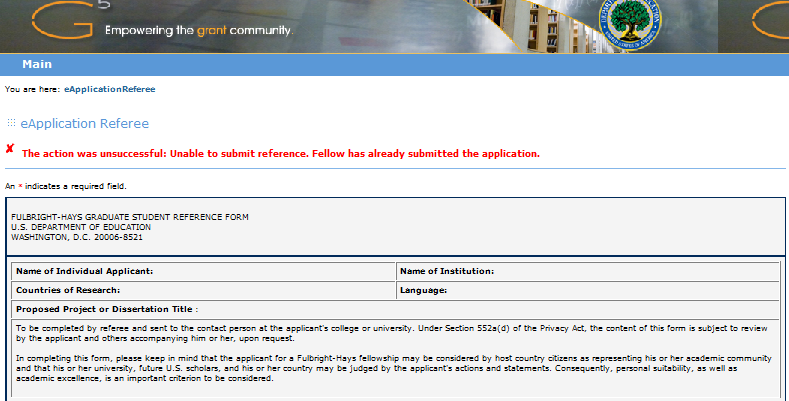 G5
Empowering the grant community.
Main
You are here: eApplicationReferee
eApplication Referee
✘ The action was unsuccessful: Unable to submit reference. Fellow has already submitted the application.
An * indicates a required field.
FULBRIGHT-HAYS GRADUATE STUDENT REFERENCE FORM
U.S. DEPARTMENT OF EDUCATION
WASHINGTON, D.C. 20006-8521
Name of Individual Applicant: Name of Institution:
Countries of Research: Language:
Proposed Project or Dissertation Title :
To be completed by referee and sent to the contact person at the applicant's college or university. Under Section 552a(d) of the Privacy Act, the content of this form is subject to review
by the applicant and others accompanying him or her, upon request.
In completing this form, please keep in mind that the applicant for a Fulbright-Hays fellowship may be considered by host country citizens as representing his or her academic community
and that his or her university, future U.S. scholars, and his or her country may be judged by the applicant's actions and statements. Consequently, personal suitability, as well as
academic excellence, is an important criterion to be considered.